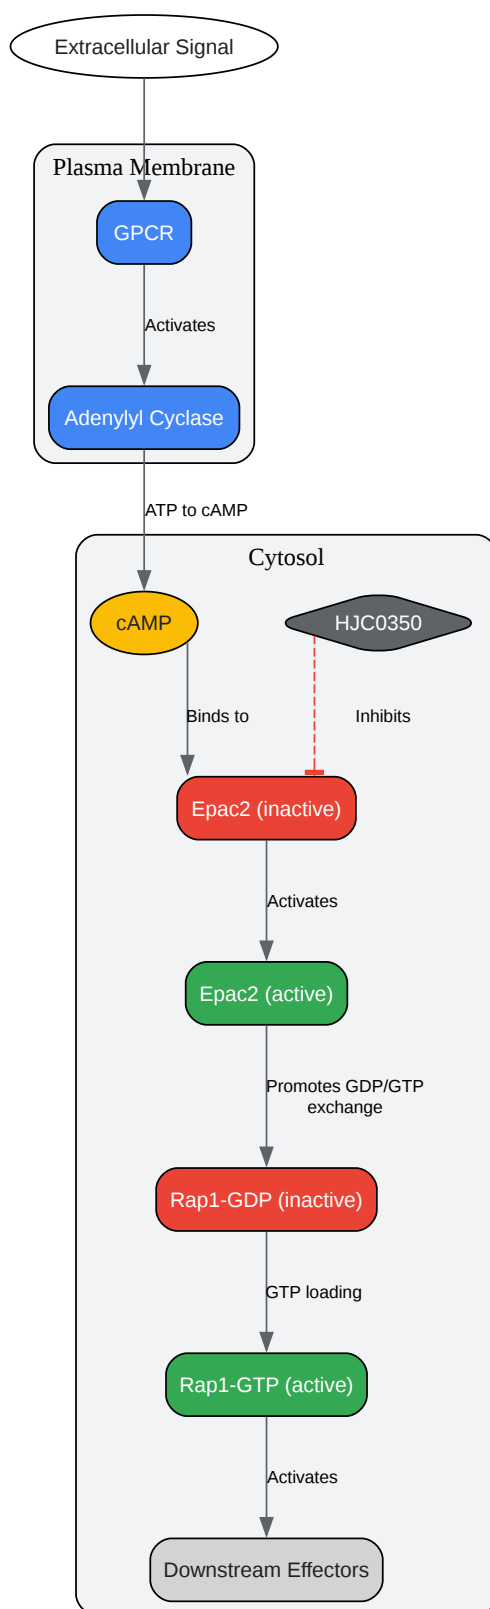 Extracellular Signal
Plasma Membrane
GPCR
Activates
Adenylyl Cyclase
ATP to cAMP
Cytosol
cAMP
HJC0350
Binds to
Inhibits
Epac2 (inactive)
Activates
Epac2 (active)
Promotes GDP/GTP
exchange
Rap1-GDP (inactive)
GTP loading
Rap1-GTP (active)
Activates
Downstream Effectors